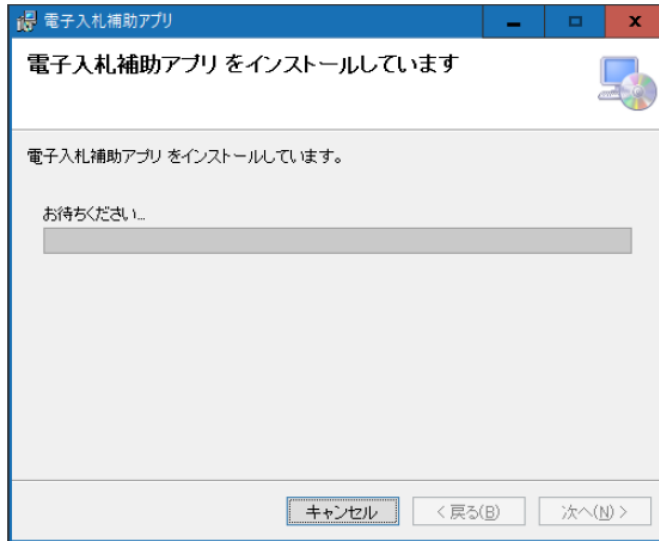 電子入札補助アプリ
電子入札補助アプリ をインストールしています
電子入札補助アプリ をインストールしています。
お待ちください...
キャンセル
< 戻る(B)
次へ(N) >